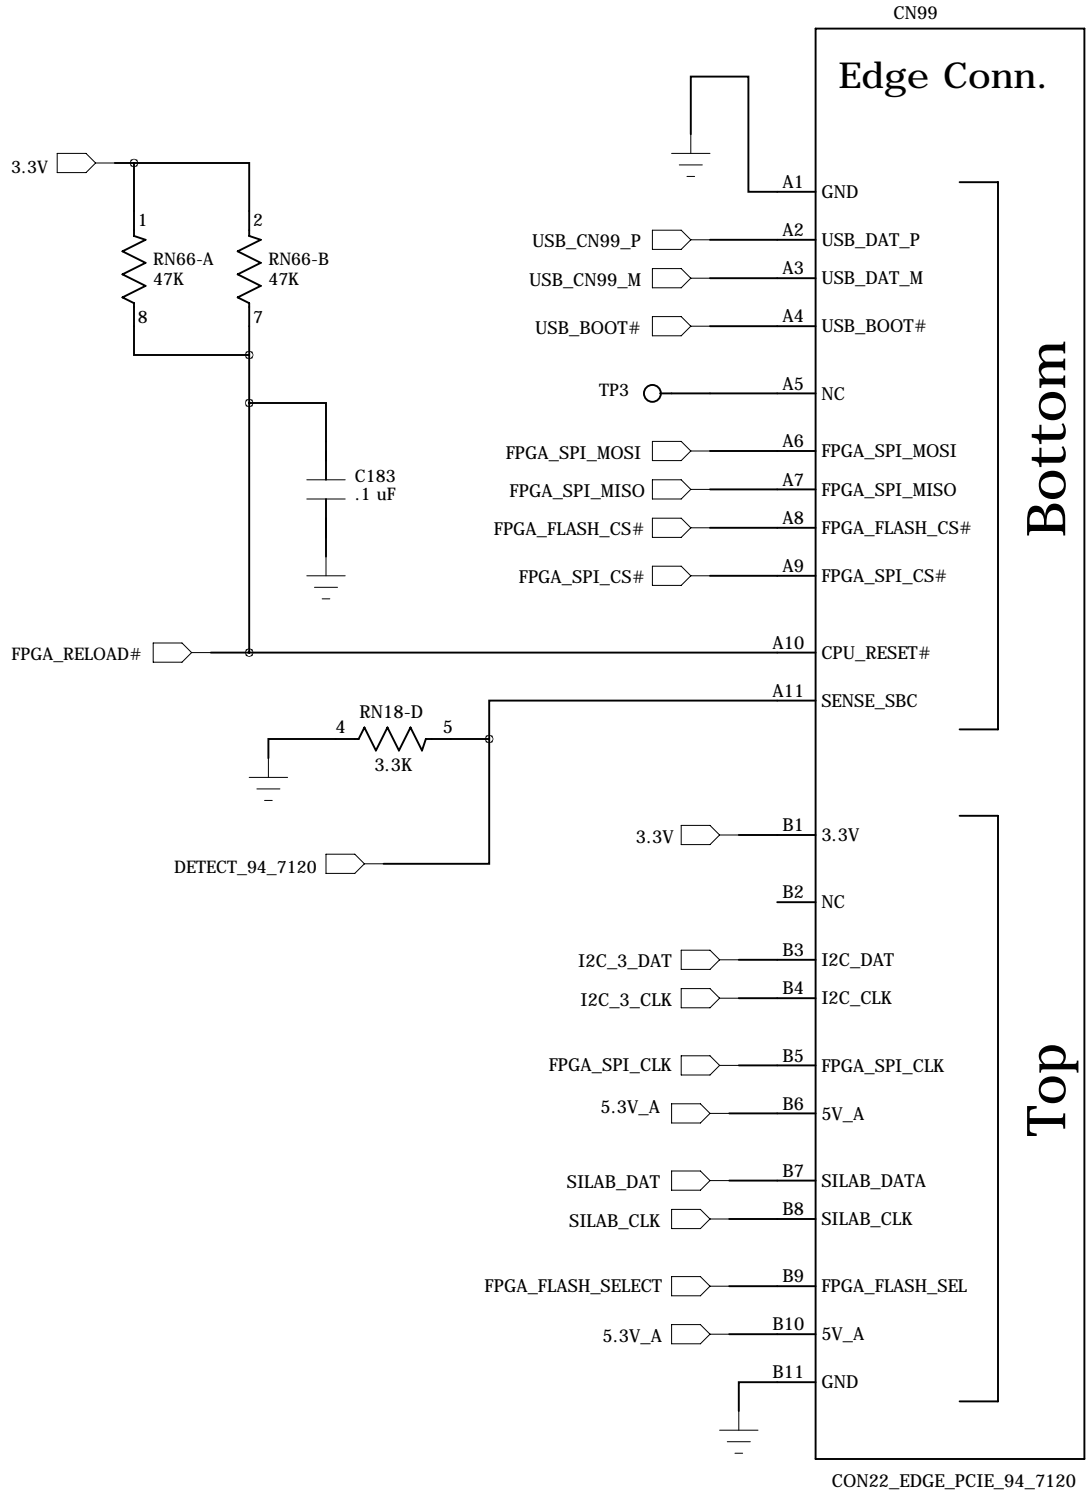 CN99
Edge Conn.
3.3V
1
2
RN66-A
47K
RN66-B
47K
8
7
C183
.1 uF
FPGA_RELOAD#
RN18-D
4
5
3.3K
DETECT_94_7120
A1 GND
USB_CN99_P A2 USB_DAT_P
USB_CN99_M A3 USB_DAT_M
USB_BOOT# A4 USB_BOOT#
TP3 A5 NC
FPGA_SPI_MOSI A6 FPGA_SPI_MOSI
FPGA_SPI_MISO A7 FPGA_SPI_MISO
FPGA_FLASH_CS# A8 FPGA_FLASH_CS#
FPGA_SPI_CS# A9 FPGA_SPI_CS#
A10 CPU_RESET#
A11 SENSE_SBC
Bottom
3.3V B1 3.3V
B2 NC
I2C_3_DAT B3 I2C_DAT
I2C_3_CLK B4 I2C_CLK
FPGA_SPI_CLK B5 FPGA_SPI_CLK
5.3V_A B6 5V_A
SILAB_DAT B7 SILAB_DATA
SILAB_CLK B8 SILAB_CLK
FPGA_FLASH_SELECT B9 FPGA_FLASH_SEL
5.3V_A B10 5V_A
B11 GND
Top
CON22_EDGE_PCIE_94_7120